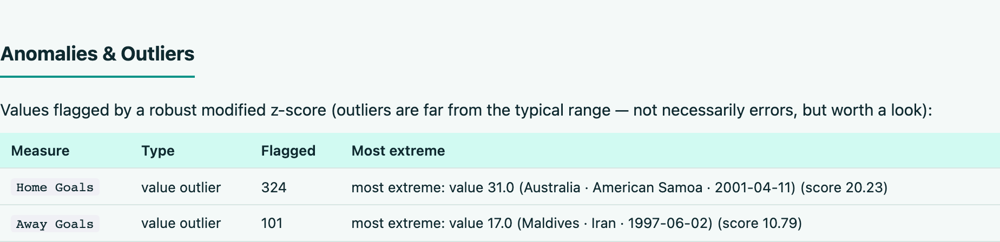 Anomalies & Outliers
Values flagged by a robust modified z-score (outliers are far from the typical range — not necessarily errors, but worth a look):
Measure Type Flagged Most extreme
Home Goals value outlier 324 most extreme: value 31.0 (Australia · American Samoa · 2001-04-11) (score 20.23)
Away Goals value outlier 101 most extreme: value 17.0 (Maldives · Iran · 1997-06-02) (score 10.79)